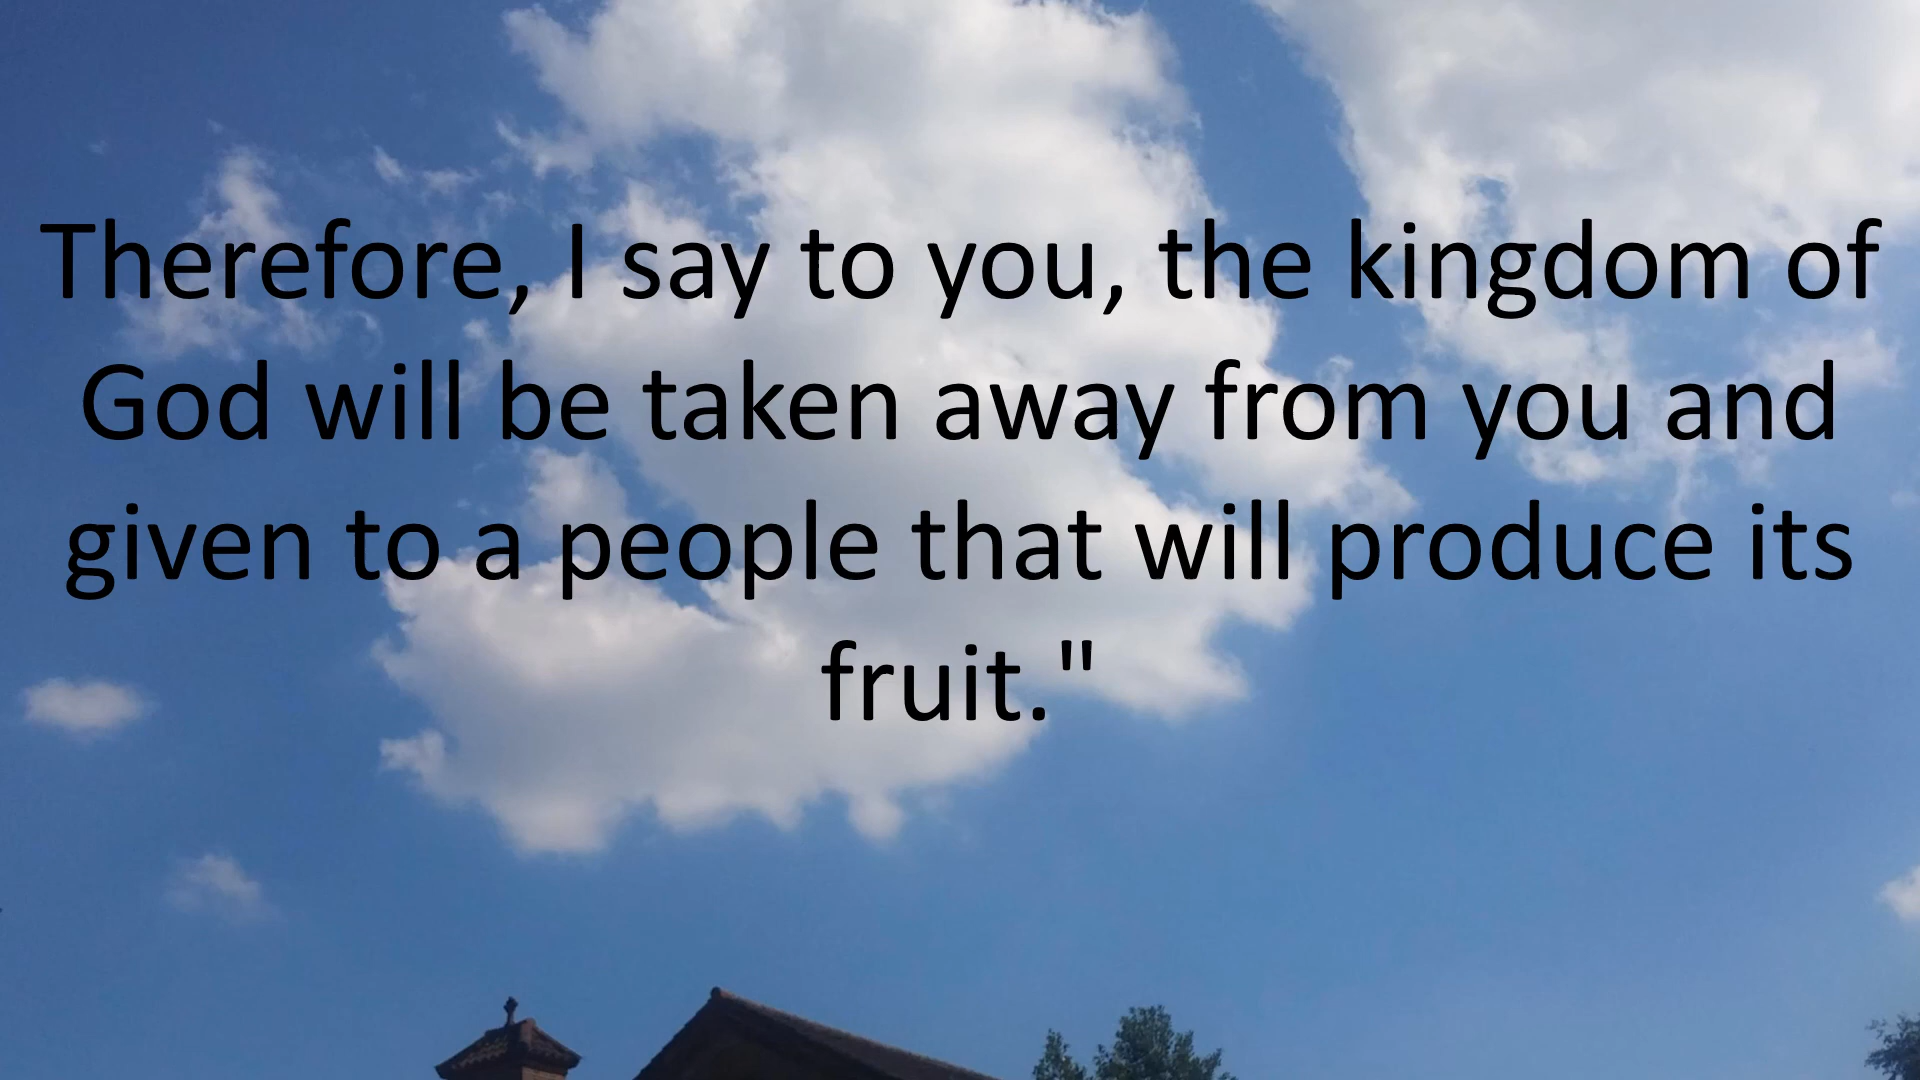 Therefore, I say to you, the kingdom of
God will be taken away from you and
given to a people that will produce its
fruit."